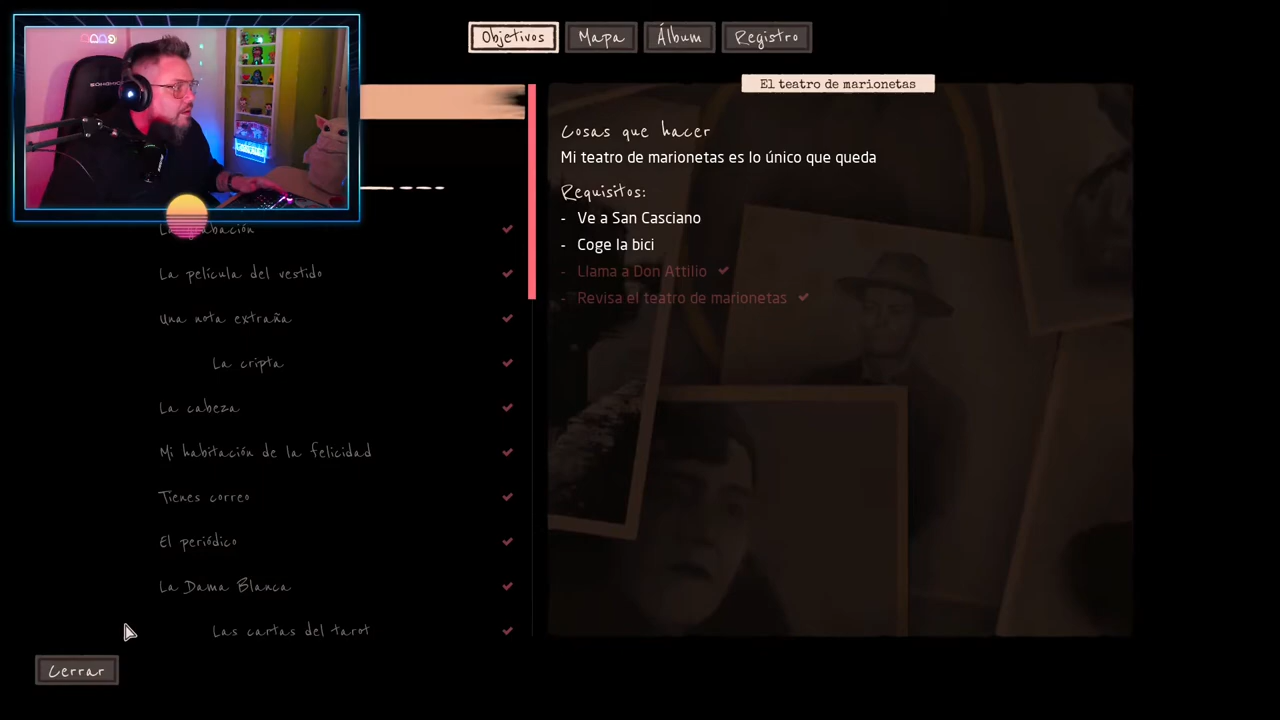 Objetivos
Mapa
Álbum
Registro
El teatro de marionetas
Cosas que hacer
Mi teatro de marionetas es lo único que queda
Requisitos:
- Ve a San Casciano
- Coge la bici
- Llama a Don Attilio
- Revisa el teatro de marionetas
La grabación
La película del vestido
Una nota extraña
La cripta
La cabeza
Mi habitación de la felicidad
Tienes correo
El periódico
La Dama Blanca
Las cartas del tarot
Cerrar